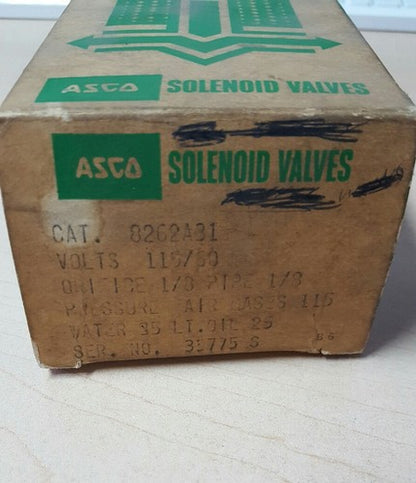 ASCO SOLENOID VALVES
ASCO SOLENOID VALVES
CAT. 8262A31
VOLTS 115/60
ORIFICE 1/8 PIPE 1/8
PRESSURE AIR GASES 115
WATER 35 LT.OIL 25
SER. NO. 35775 S